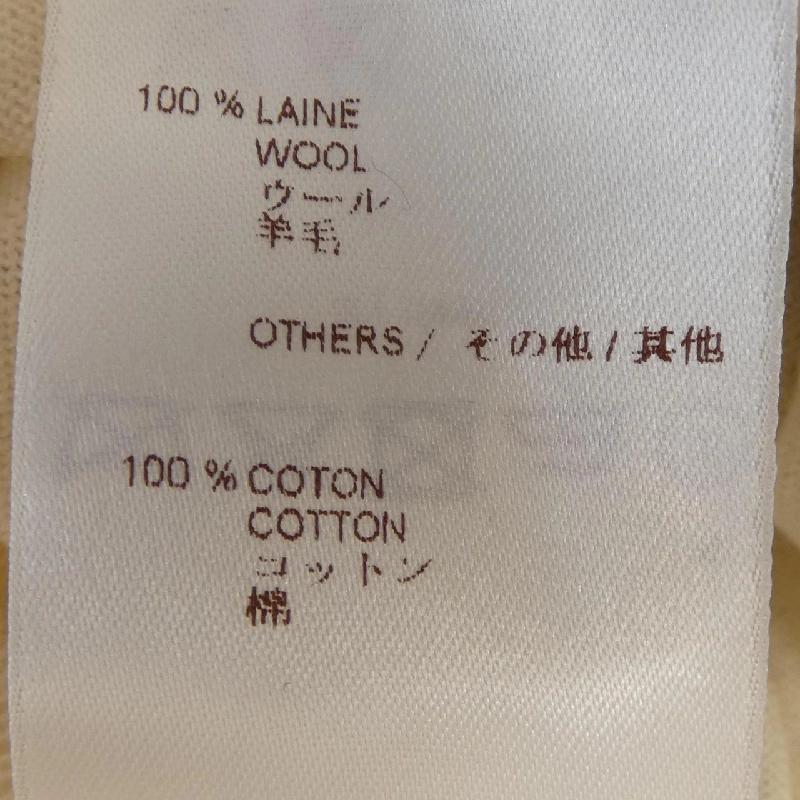 100 % LAINE
WOOL
ウール
羊毛
OTHERS / その他 / 其他
100 % COTON
COTTON
コットン
棉